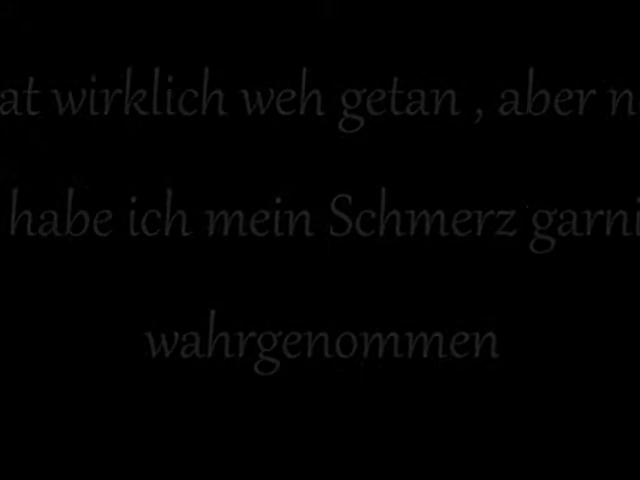 at wirklich weh getan , aber n
habe ich mein Schmerz garni
wahrgenommen